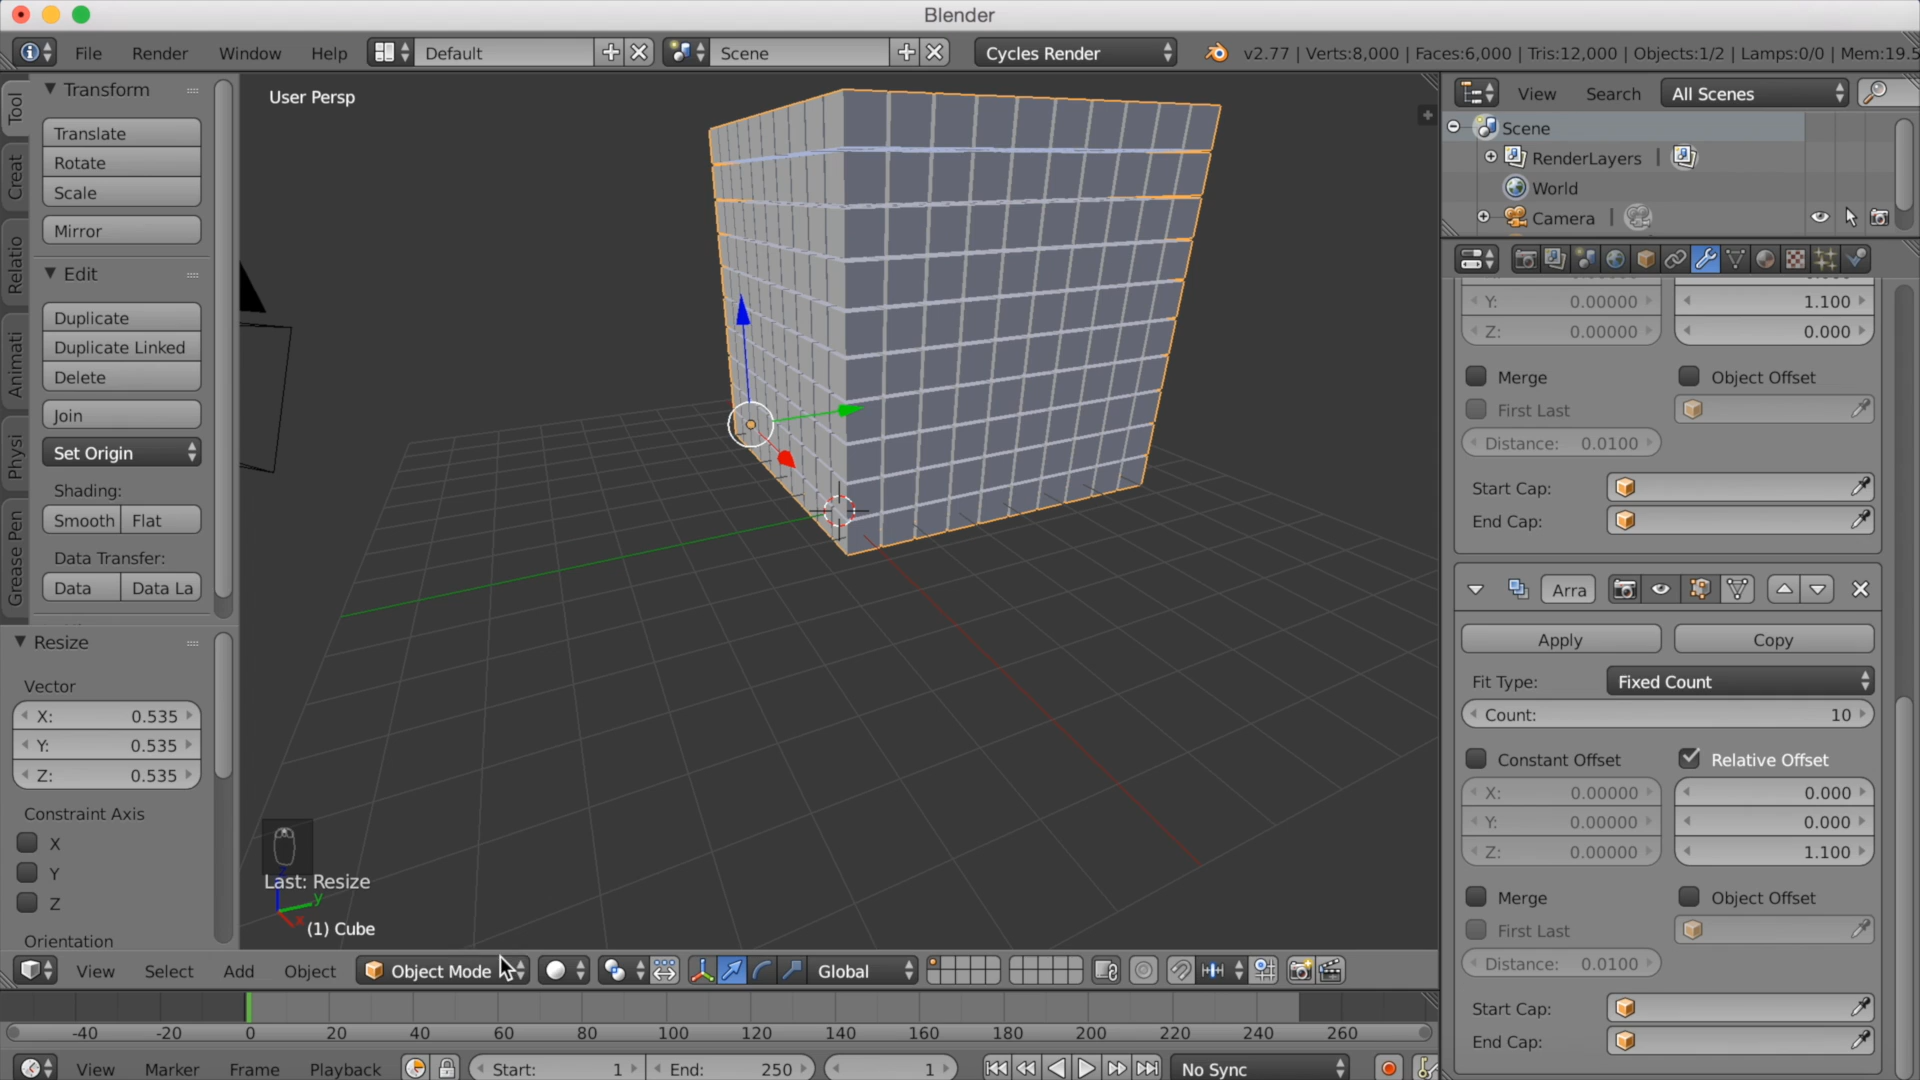 Blender
File Render Window Help Default Scene Cycles Render v2.77 | Verts:8,000 | Faces:6,000 | Tris:12,000 | Objects:1/2 | Lamps:0/0 | Mem:19.5
Tool
Creat
Relatio
Animati
Physi
Grease Pen
Transform
Translate
Rotate
Scale
Mirror
Edit
Duplicate
Duplicate Linked
Delete
Join
Set Origin
Shading:
Smooth Flat
Data Transfer:
Data Data La
Resize
Vector
X: 0.535
Y: 0.535
Z: 0.535
Constraint Axis
X
Y
Z
Orientation
User Persp
Last: Resize
z
y
x
(1) Cube
View Select Add Object Object Mode Global
-40 -20 0 20 40 60 80 100 120 140 160 180 200 220 240 260
View Marker Frame Playback Start: 1 End: 250 1 No Sync
View Search All Scenes
Scene
RenderLayers |
World
Camera |
Y: 0.00000 1.100
Z: 0.00000 0.000
Merge Object Offset
First Last
Distance: 0.0100
Start Cap:
End Cap:
Arra
Apply Copy
Fit Type: Fixed Count
Count: 10
Constant Offset Relative Offset
X: 0.00000 0.000
Y: 0.00000 0.000
Z: 0.00000 1.100
Merge Object Offset
First Last
Distance: 0.0100
Start Cap:
End Cap: